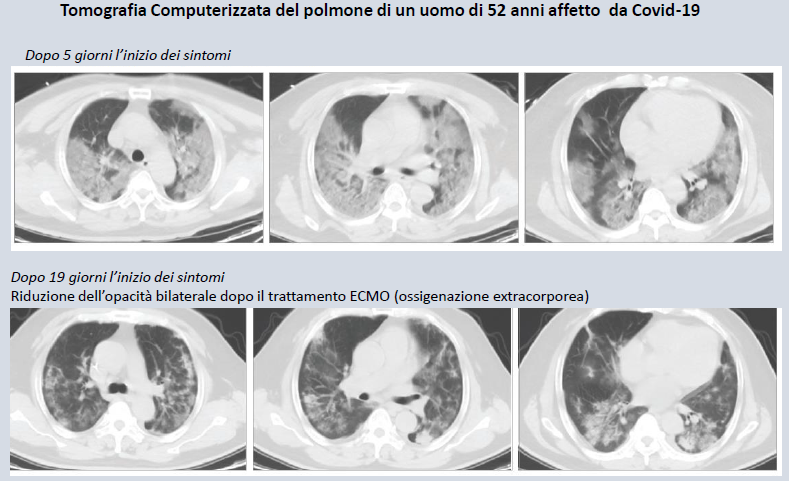 Tomografia Computerizzata del polmone di un uomo di 52 anni affetto da Covid-19
Dopo 5 giorni l’inizio dei sintomi
Dopo 19 giorni l’inizio dei sintomi
Riduzione dell’opacità bilaterale dopo il trattamento ECMO (ossigenazione extracorporea)